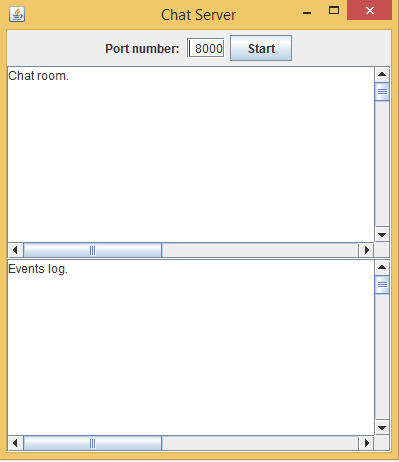 Chat Server
Port number: 8000 Start
Chat room.
Events log.